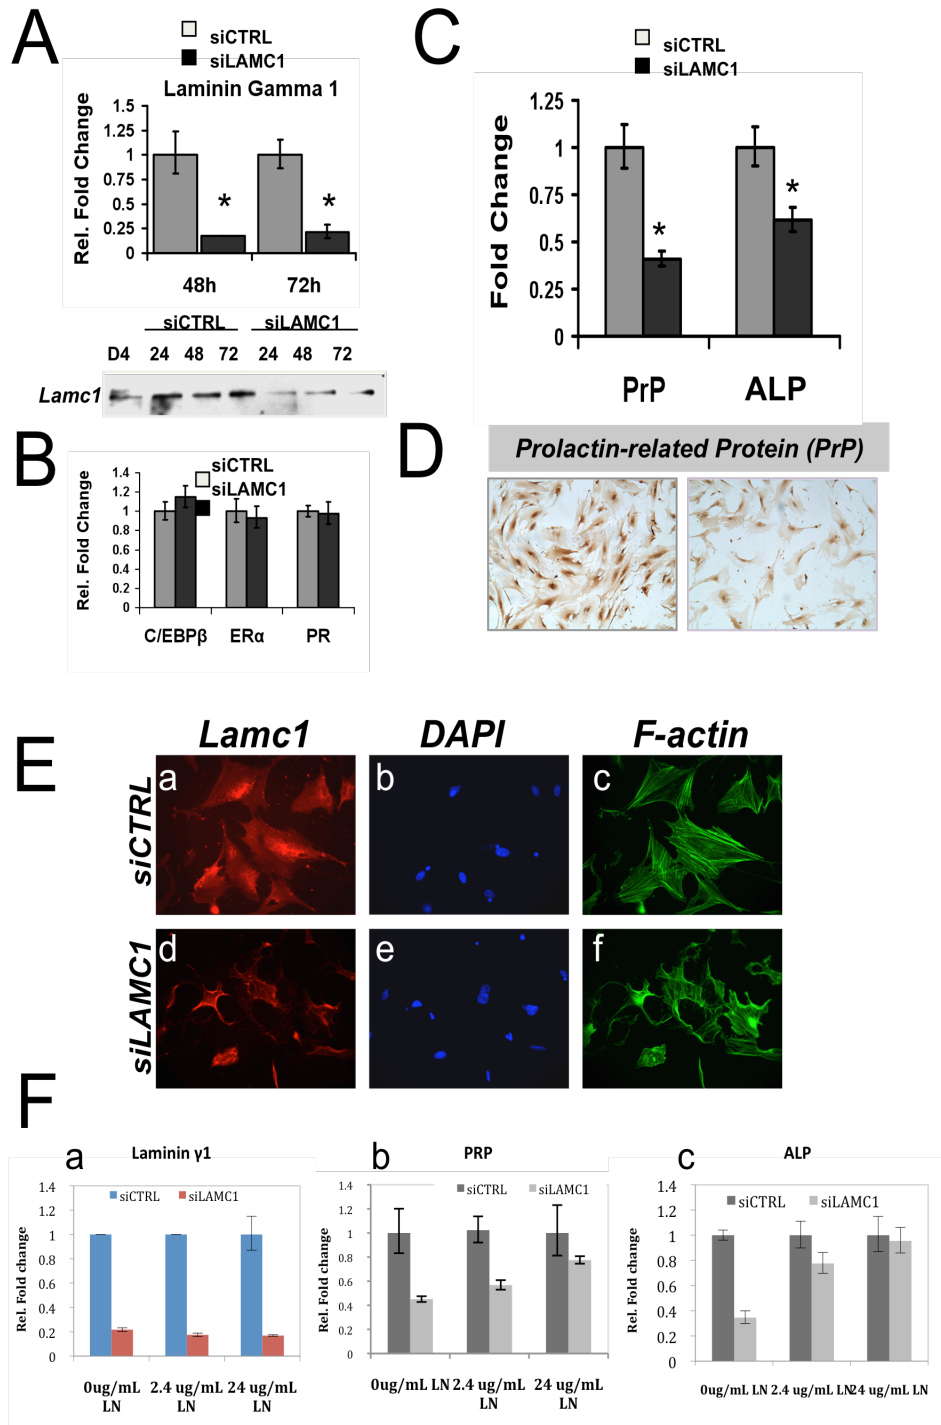 A
siCTRL
siLAMC1
Laminin Gamma 1
Rel. Fold Change
1.5
1.25
1
0.75
0.5
0.25
0
*
*
48h
72h
siCTRL
siLAMC1
D4 24 48 72 24 48 72
Lamc1
B
siCTRL
siLAMC1
Rel. Fold Change
1.4
1.2
1
0.8
0.6
0.4
0.2
0
C/EBPβ
ERα
PR
C
siCTRL
siLAMC1
Fold Change
1.25
1
0.75
0.5
0.25
0
*
*
PrP
ALP
D
Prolactin-related Protein (PrP)
E
Lamc1
DAPI
F-actin
siCTRL
a
b
c
siLAMC1
d
e
f
F
a
Laminin γ1
siCTRL
siLAMC1
Rel. Fold change
1.4
1.2
1
0.8
0.6
0.4
0.2
0
0ug/mL LN
2.4 ug/mL LN
24 ug/mL LN
b
PRP
siCTRL
siLAMC1
Rel. Fold change
1.4
1.2
1
0.8
0.6
0.4
0.2
0
0ug/mL LN
2.4 ug/mL LN
24 ug/mL LN
c
ALP
siCTRL
siLAMC1
Rel. Fold change
1.4
1.2
1
0.8
0.6
0.4
0.2
0
0ug/mL LN
2.4 ug/mL LN
24 ug/mL LN